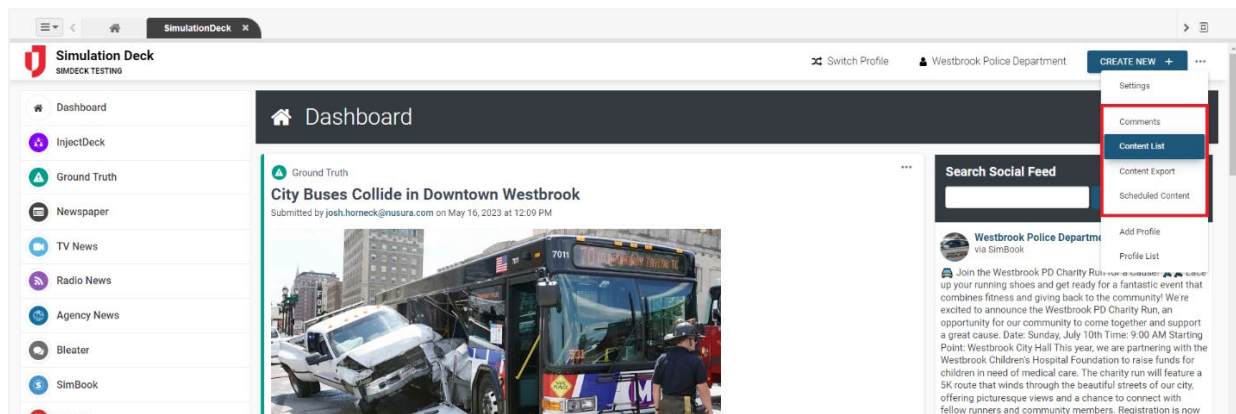 SimulationDeck ×
Simulation Deck
SIMDECK TESTING
Switch Profile
Westbrook Police Department
CREATE NEW +
Settings
Comments
Content List
Content Export
Scheduled Content
Add Profile
Profile List
Dashboard
InjectDeck
Ground Truth
Newspaper
TV News
Radio News
Agency News
Bleater
SimBook
Dashboard
Ground Truth
City Buses Collide in Downtown Westbrook
Submitted by josh.horneck@nusura.com on May 16, 2023 at 12:09 PM
7011
Search Social Feed
Westbrook Police Departme
via SimBook
Join the Westbrook PD Charity Run for a Cause! Lace
up your running shoes and get ready for a fantastic event that
combines fitness and giving back to the community! We're
excited to announce the Westbrook PD Charity Run, an
opportunity for our community to come together and support
a great cause. Date: Sunday, July 10th Time: 9:00 AM Starting
Point: Westbrook City Hall This year, we are partnering with the
Westbrook Children's Hospital Foundation to raise funds for
children in need of medical care. The charity run will feature a
5K route that winds through the beautiful streets of our city,
offering picturesque views and a chance to connect with
fellow runners and community members. Registration is now